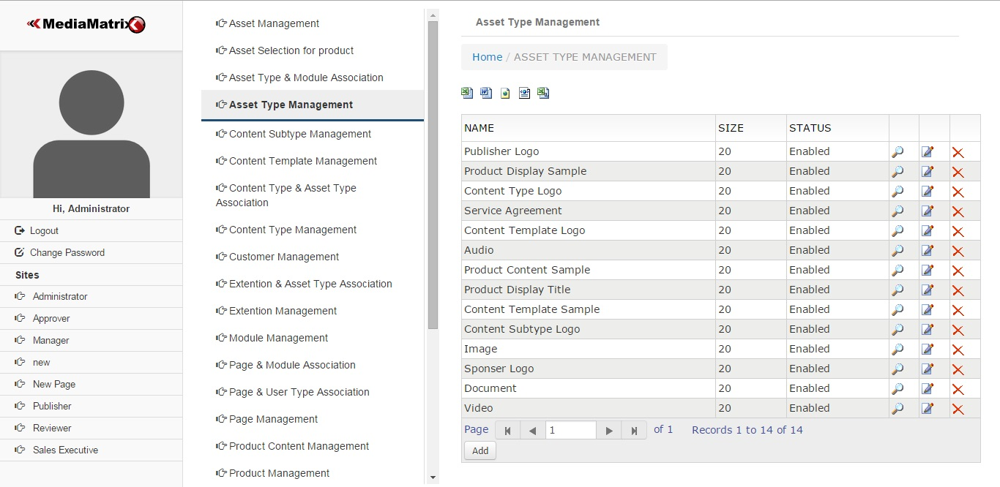 MediaMatrix
Hi, Administrator
Logout
Change Password
Sites
Administrator
Approver
Manager
new
New Page
Publisher
Reviewer
Sales Executive
Asset Management
Asset Selection for product
Asset Type & Module Association
Asset Type Management
Content Subtype Management
Content Template Management
Content Type & Asset Type
Association
Content Type Management
Customer Management
Extention & Asset Type Association
Extention Management
Module Management
Page & Module Association
Page & User Type Association
Page Management
Product Content Management
Product Management
Asset Type Management
Home / ASSET TYPE MANAGEMENT
NAME SIZE STATUS
Publisher Logo 20 Enabled
Product Display Sample 20 Enabled
Content Type Logo 20 Enabled
Service Agreement 20 Enabled
Content Template Logo 20 Enabled
Audio 20 Enabled
Product Content Sample 20 Enabled
Product Display Title 20 Enabled
Content Template Sample 20 Enabled
Content Subtype Logo 20 Enabled
Image 20 Enabled
Sponser Logo 20 Enabled
Document 20 Enabled
Video 20 Enabled
Page 1 of 1 Records 1 to 14 of 14
Add